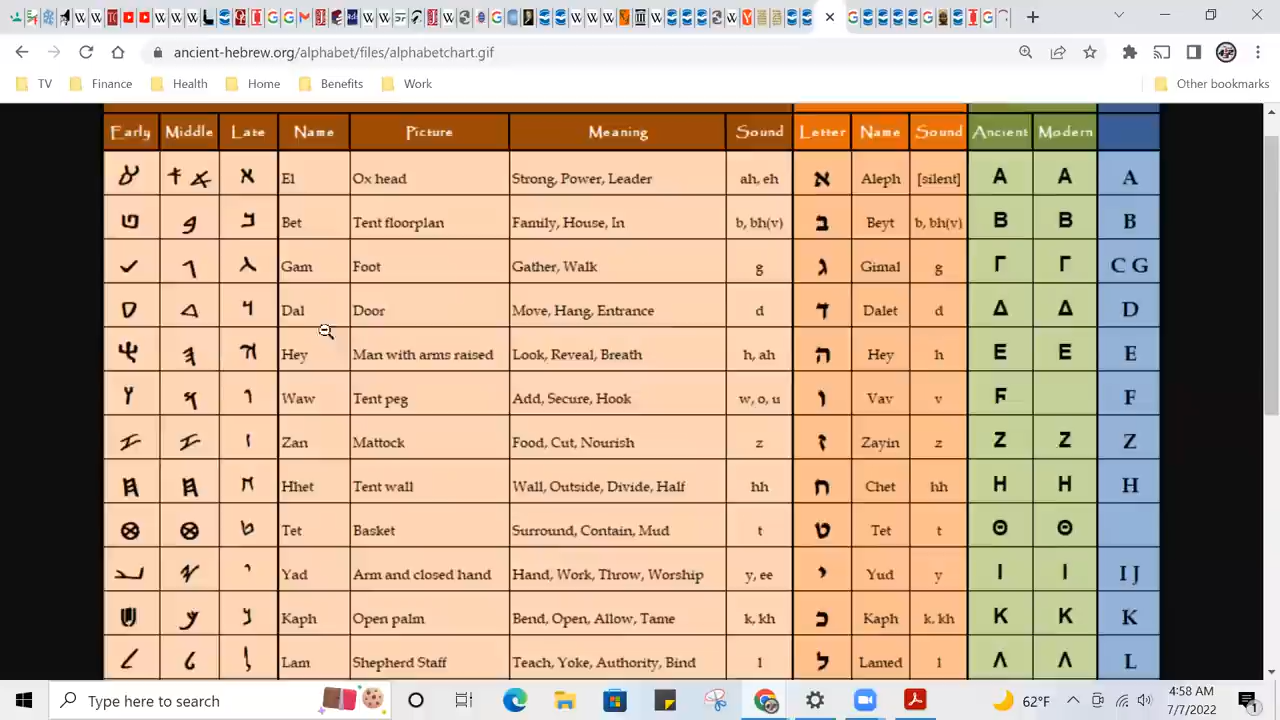 ancient-hebrew.org/alphabet/files/alphabetchart.gif
TV Finance Health Home Benefits Work Other bookmarks
Early Middle Late Name Picture Meaning Sound Letter Name Sound Ancient Modern
El Ox head Strong, Power, Leader ah, eh א Aleph [silent] Α Α A
Bet Tent floorplan Family, House, In b, bh(v) ב Beyt b, bh(v) Β Β B
Gam Foot Gather, Walk g ג Gimal g Γ Γ C G
Dal Door Move, Hang, Entrance d ד Dalet d Δ Δ D
Hey Man with arms raised Look, Reveal, Breath h, ah ה Hey h Ε Ε E
Waw Tent peg Add, Secure, Hook w, o, u ו Vav v F F
Zan Mattock Food, Cut, Nourish z ז Zayin z Ζ Ζ Z
Hhet Tent wall Wall, Outside, Divide, Half hh ח Chet hh Η Η H
Tet Basket Surround, Contain, Mud t ט Tet t Θ Θ
Yad Arm and closed hand Hand, Work, Throw, Worship y, ee י Yud y Ι Ι I J
Kaph Open palm Bend, Open, Allow, Tame k, kh כ Kaph k, kh Κ Κ K
Lam Shepherd Staff Teach, Yoke, Authority, Bind l ל Lamed l Λ Λ L
Type here to search 62°F 4:58 AM
7/7/2022